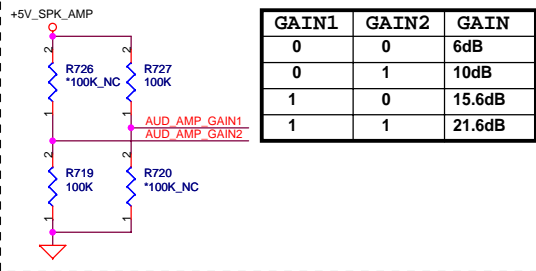 +5V_SPK_AMP
2
2
R726
*100K_NC
R727
100K
1
1
AUD_AMP_GAIN1
AUD_AMP_GAIN2
2
2
R719
100K
R720
*100K_NC
1
1
GAIN1 GAIN2 GAIN
0 0 6dB
0 1 10dB
1 0 15.6dB
1 1 21.6dB